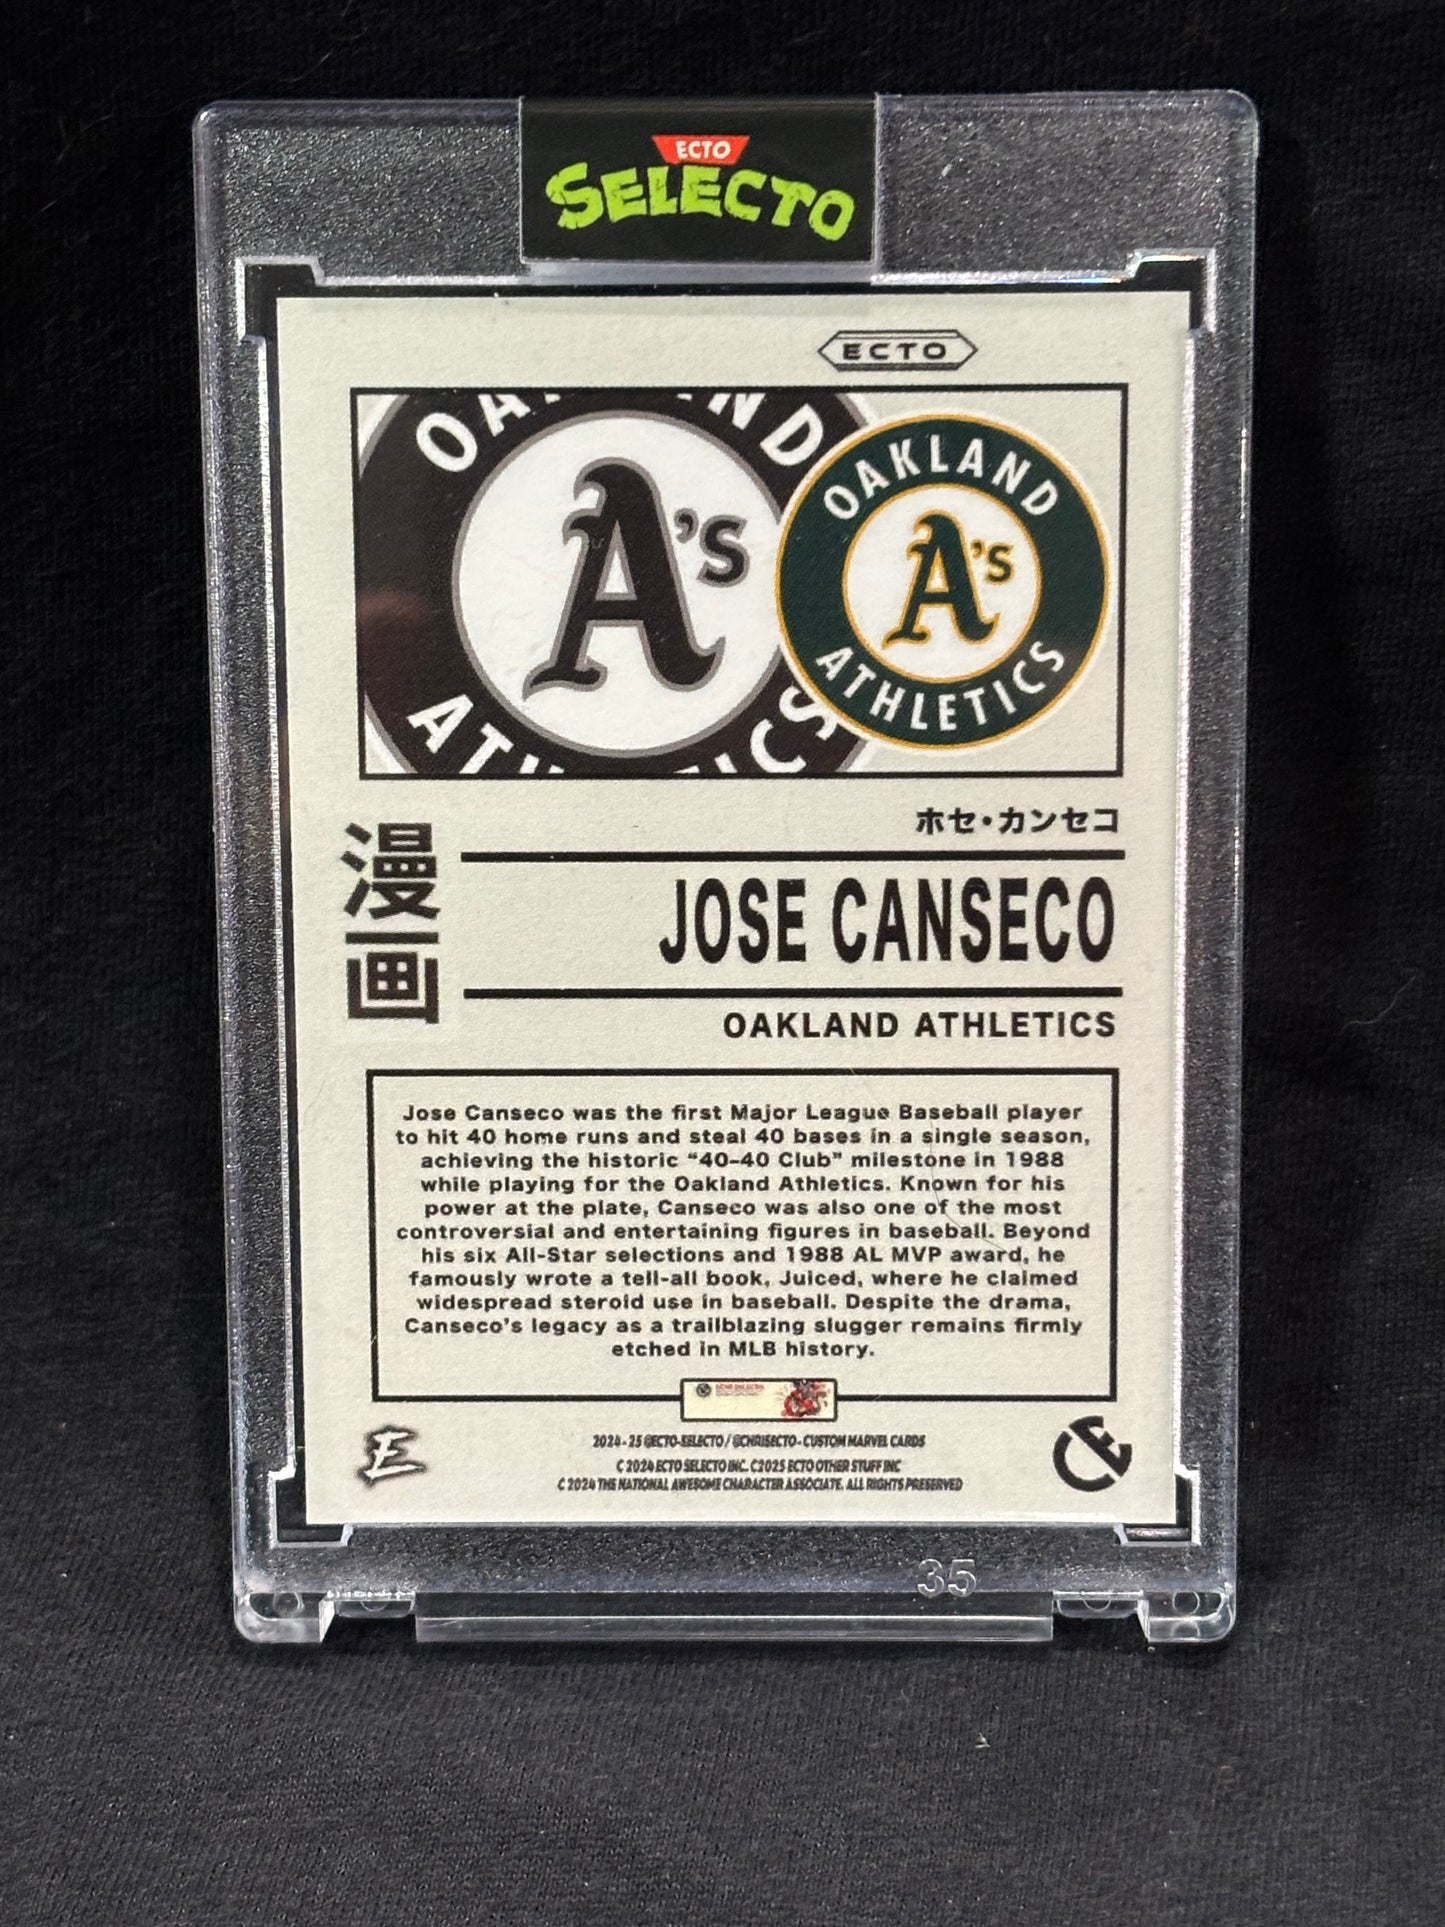 ECTO
SELECTO
ECTO
OAKLAND
A's
ATHLETICS
OAKLAND
A's
ATHLETICS
ホセ・カンセコ
漫画
JOSE CANSECO
OAKLAND ATHLETICS
Jose Canseco was the first Major League Baseball player
to hit 40 home runs and steal 40 bases in a single season,
achieving the historic “40-40 Club” milestone in 1988
while playing for the Oakland Athletics. Known for his
power at the plate, Canseco was also one of the most
controversial and entertaining figures in baseball. Beyond
his six All-Star selections and 1988 AL MVP award, he
famously wrote a tell-all book, Juiced, where he claimed
widespread steroid use in baseball. Despite the drama,
Canseco's legacy as a trailblazing slugger remains firmly
etched in MLB history.
E
2024-25 @ECTO-SELECTO / @CHRISECTO - CUSTOM MARVEL CARDS
C 2024 ECTO SELECTO INC. C2025 ECTO OTHER STUFF INC
C 2024 THE NATIONAL AWESOME CHARACTER ASSOCIATE. ALL RIGHTS PRESERVED
35